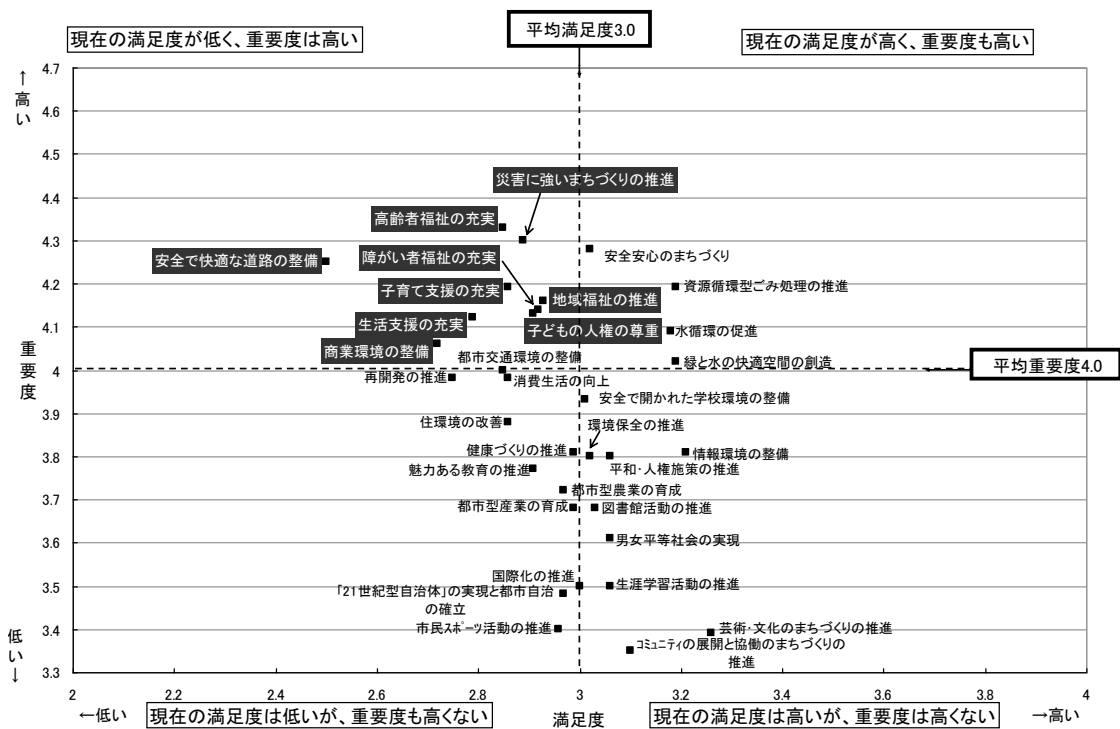 平均満足度3.0
現在の満足度が低く、重要度は高い
現在の満足度が高く、重要度も高い
↑
高
い
4.7
4.6
4.5
4.4
4.3
4.2
4.1
4
3.9
3.8
3.7
3.6
3.5
3.4
3.3
重
要
度
低
い
↓
災害に強いまちづくりの推進
高齢者福祉の充実
安全安心のまちづくり
障がい者福祉の充実
安全で快適な道路の整備
子育て支援の充実
資源循環型ごみ処理の推進
地域福祉の推進
生活支援の充実
子どもの人権の尊重
水循環の促進
商業環境の整備
都市交通環境の整備
緑と水の快適空間の創造
平均重要度4.0
再開発の推進
消費生活の向上
安全で開かれた学校環境の整備
住環境の改善
環境保全の推進
健康づくりの推進
情報環境の整備
魅力ある教育の推進
平和・人権施策の推進
都市型農業の育成
都市型産業の育成
図書館活動の推進
男女平等社会の実現
国際化の推進
生涯学習活動の推進
「21世紀型自治体」の実現と都市自治
の確立
市民スポーツ活動の推進
芸術・文化のまちづくりの推進
コミュニティの展開と協働のまちづくりの
推進
2
2.2
2.4
2.6
2.8
3
3.2
3.4
3.6
3.8
4
←低い
現在の満足度は低いが、重要度も高くない
満足度
現在の満足度は高いが、重要度は高くない
→高い